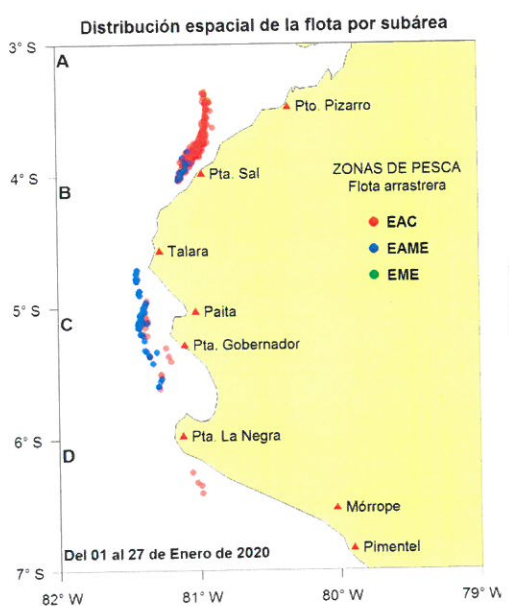 Distribución espacial de la flota por subárea
3° S
A
Pto. Pizarro
ZONAS DE PESCA
Flota arrastrera
4° S
Pta. Sal
B
EAC
EAME
EME
Talara
5° S
C
Paita
Pta. Gobernador
6° S
Pta. La Negra
D
Mórrope
Pimentel
Del 01 al 27 de Enero de 2020
7° S
82° W
81° W
80° W
79° W